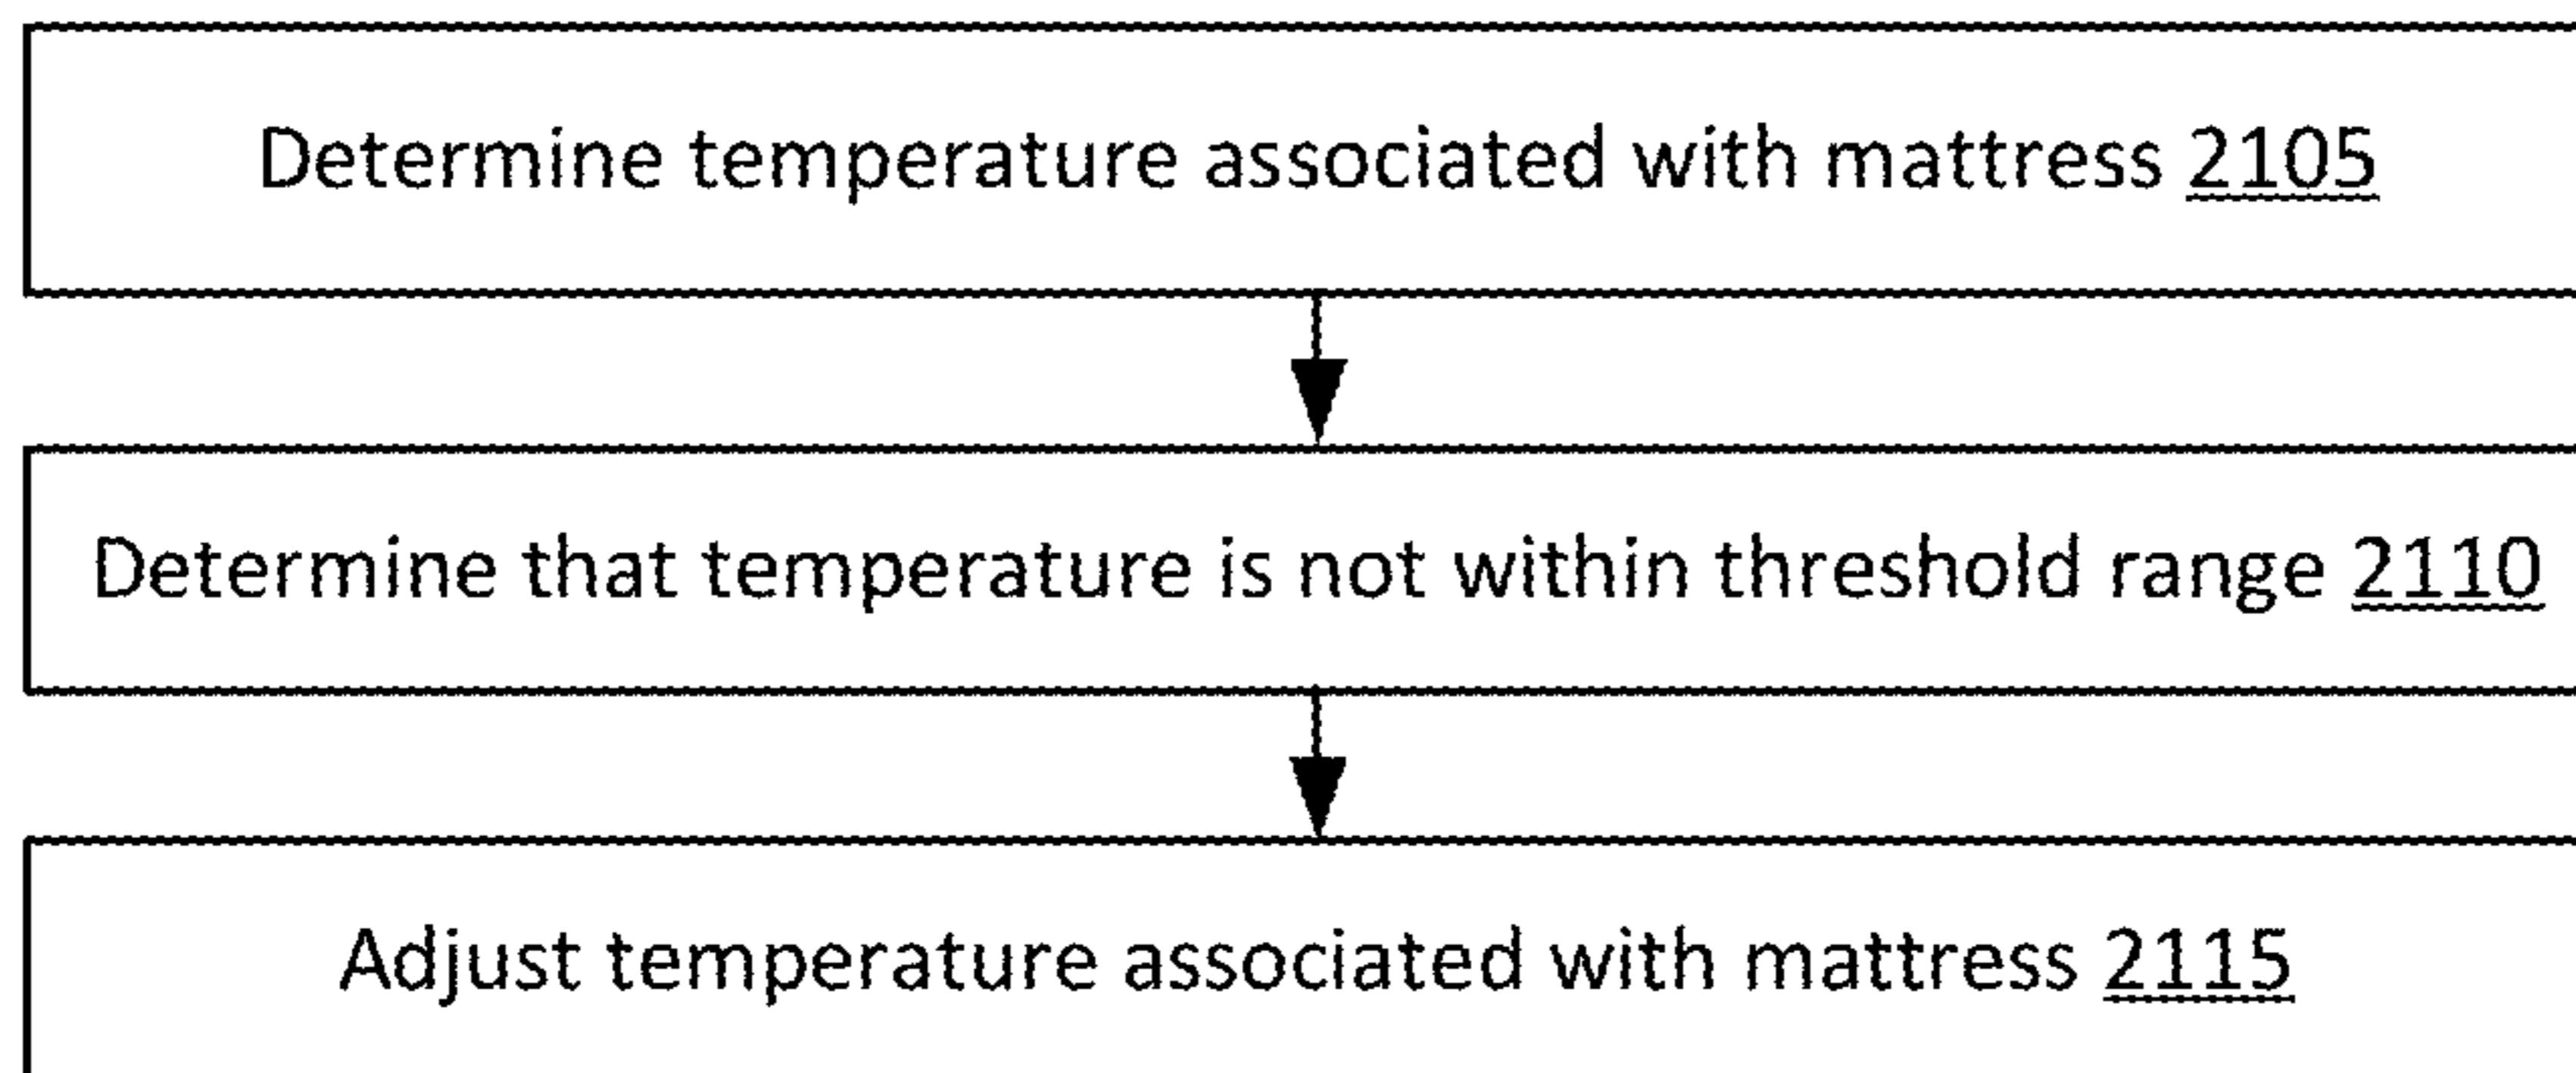 Determine temperature associated with mattress 2105
Determine that temperature is not within threshold range 2110
Adjust temperature associated with mattress 2115